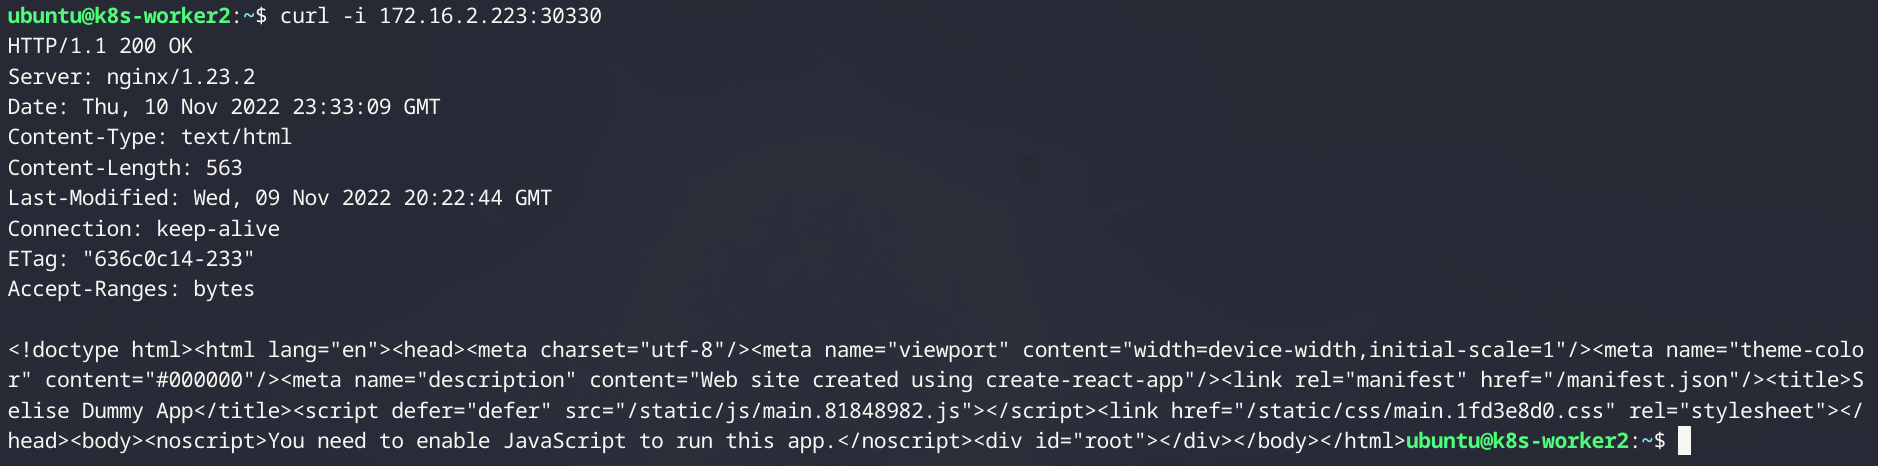 ubuntu@k8s-worker2:~$ curl -i 172.16.2.223:30330
HTTP/1.1 200 OK
Server: nginx/1.23.2
Date: Thu, 10 Nov 2022 23:33:09 GMT
Content-Type: text/html
Content-Length: 563
Last-Modified: Wed, 09 Nov 2022 20:22:44 GMT
Connection: keep-alive
ETag: "636c0c14-233"
Accept-Ranges: bytes

<!doctype html><html lang="en"><head><meta charset="utf-8"/><meta name="viewport" content="width=device-width,initial-scale=1"/><meta name="theme-colo
r" content="#000000"/><meta name="description" content="Web site created using create-react-app"/><link rel="manifest" href="/manifest.json"/><title>S
elise Dummy App</title><script defer="defer" src="/static/js/main.81848982.js"></script><link href="/static/css/main.1fd3e8d0.css" rel="stylesheet"></
head><body><noscript>You need to enable JavaScript to run this app.</noscript><div id="root"></div></body></html>ubuntu@k8s-worker2:~$